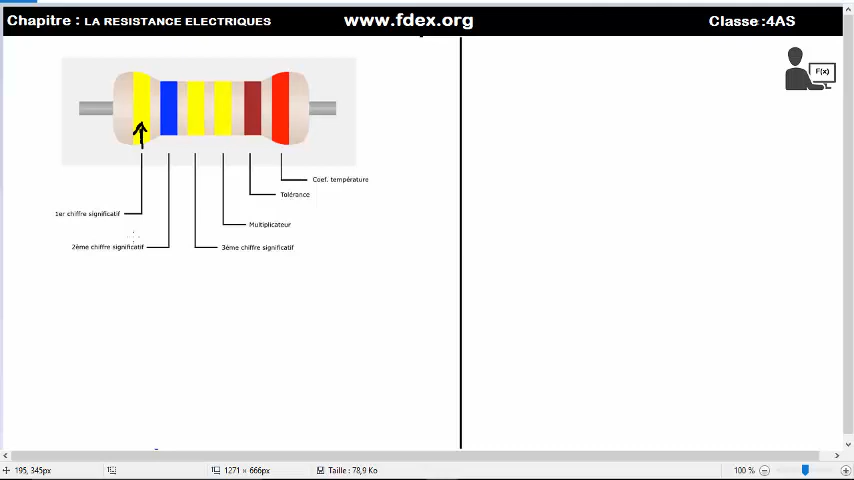 Chapitre : LA RESISTANCE ELECTRIQUES
www.fdex.org
Classe :4AS
F(x)
Coef. température
Tolérance
1er chiffre significatif
Multiplicateur
2ème chiffre significatif
3ème chiffre significatif
195, 345px
1271 × 666px
Taille : 78,9 Ko
100 %